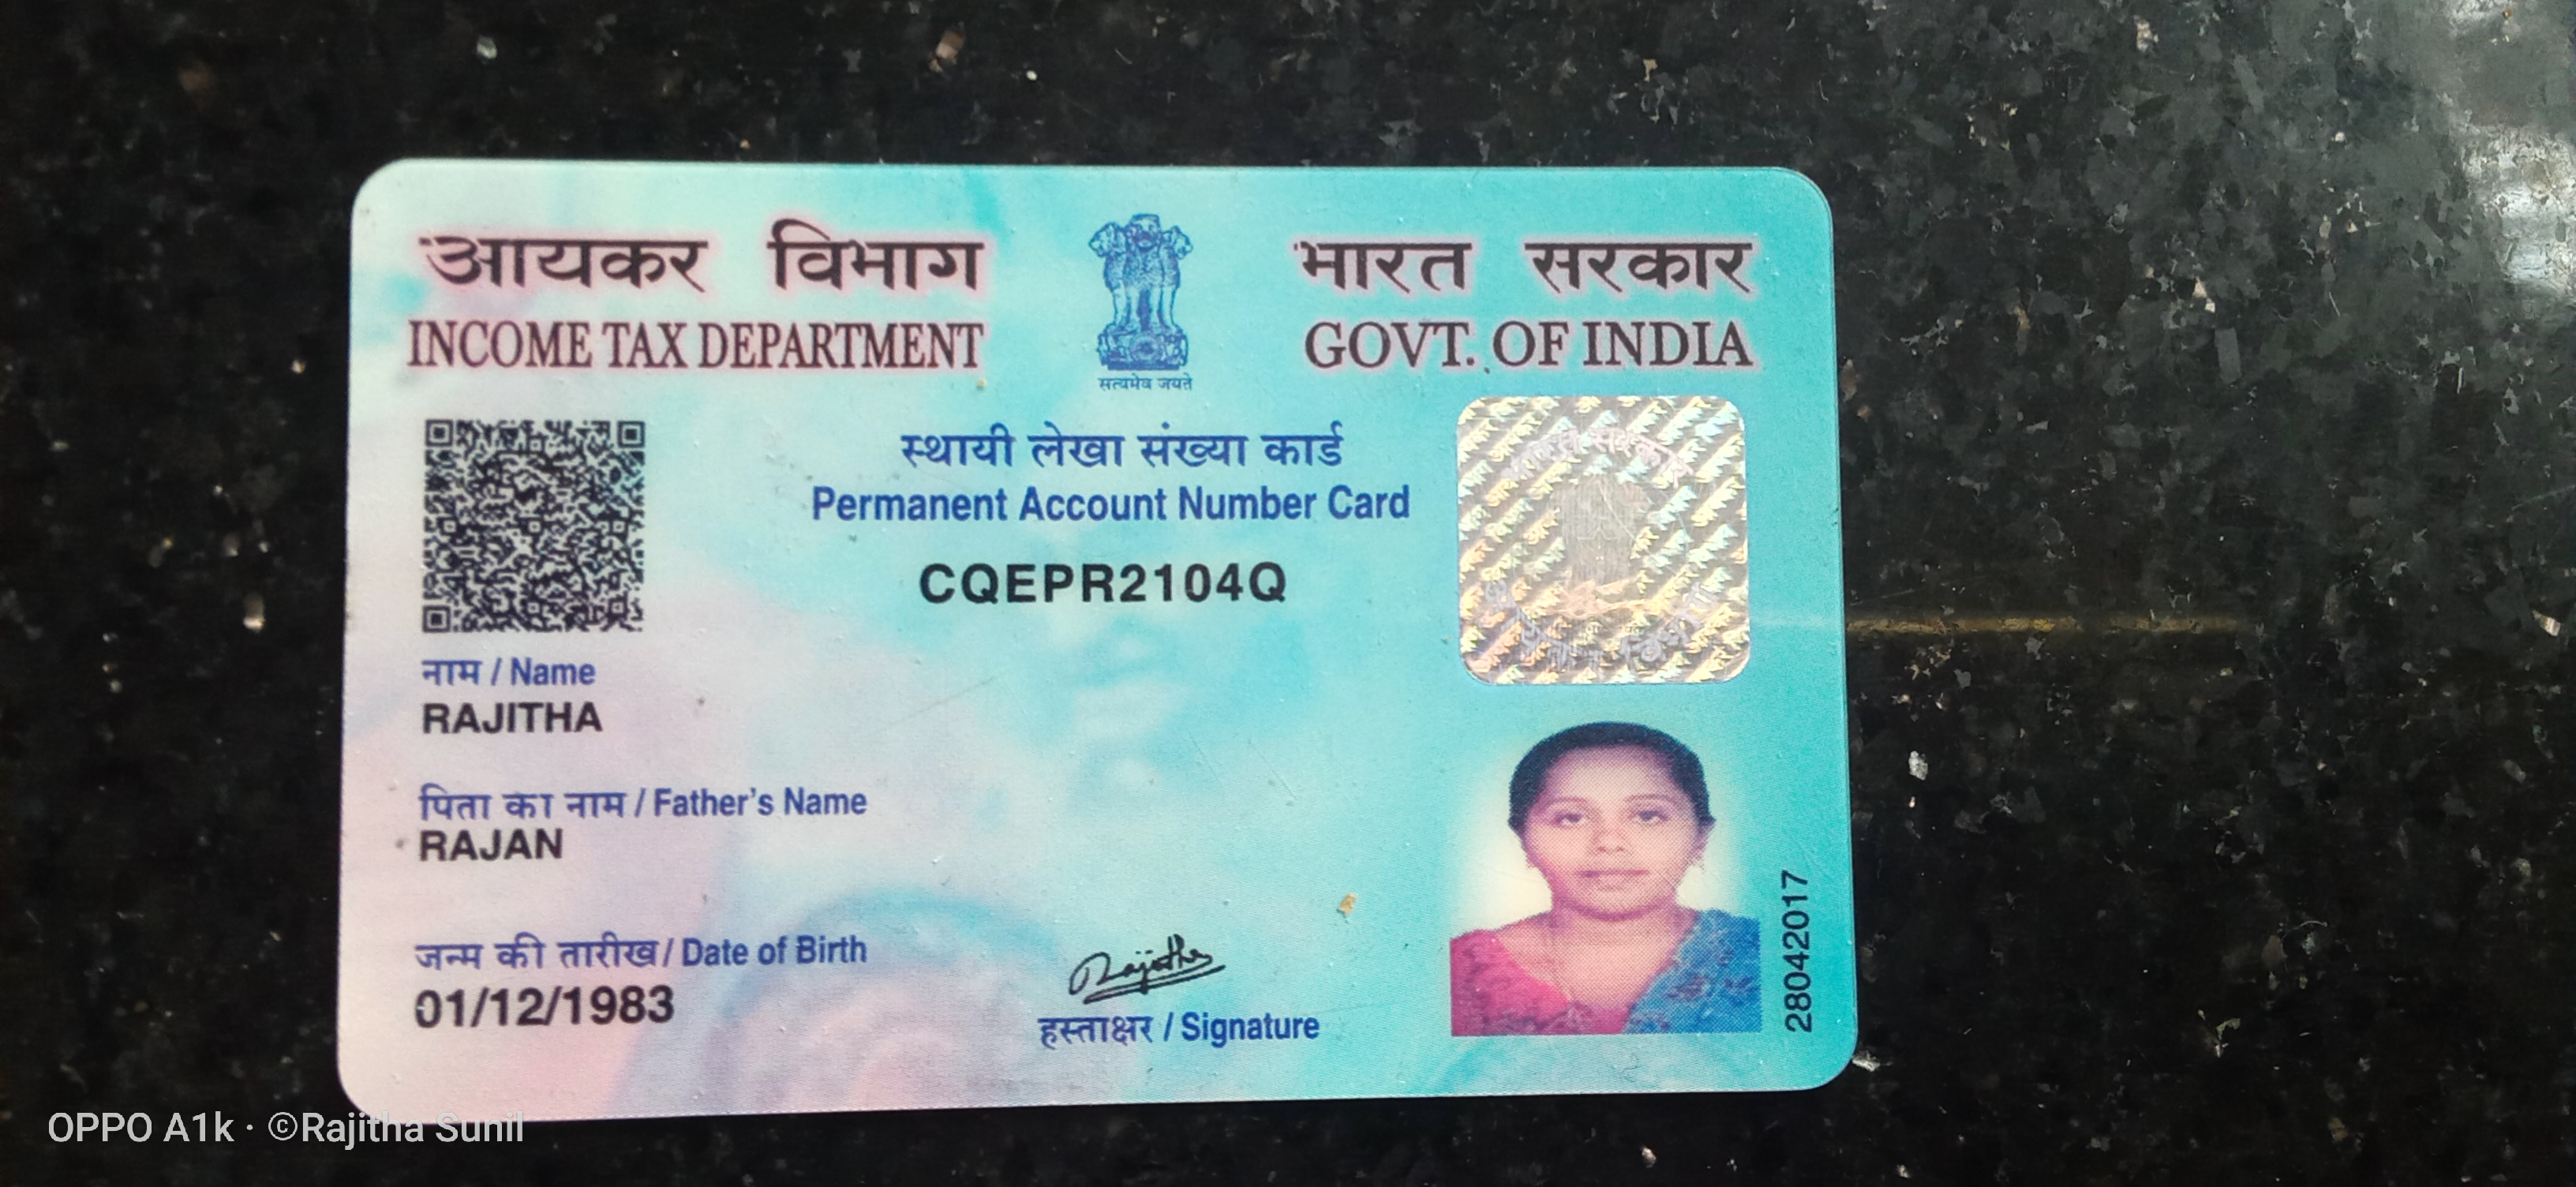 आयकर विभाग
INCOME TAX DEPARTMENT
सत्यमेव जयते
भारत सरकार
GOVT. OF INDIA
स्थायी लेखा संख्या कार्ड
Permanent Account Number Card
CQEPR2104Q
नाम / Name
RAJITHA
पिता का नाम / Father's Name
RAJAN
जन्म की तारीख / Date of Birth
01/12/1983
Rajitha
हस्ताक्षर / Signature
28042017
OPPO A1k · ©Rajitha Sunil